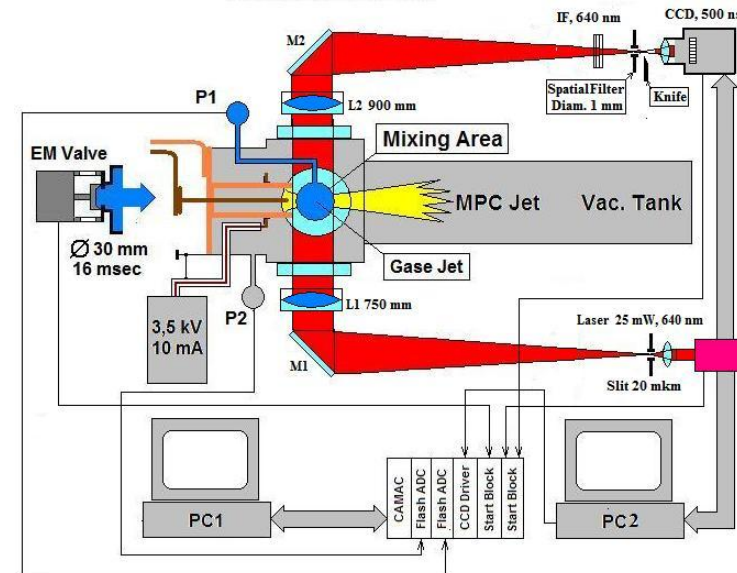 M2
IF, 640 nm
CCD, 500 ns
P1
L2 900 mm
Spatial Filter
Diam. 1 mm
Knife
EM Valve
Mixing Area
MPC Jet
Vac. Tank
Ø 30 mm
16 msec
Gase Jet
P2
L1 750 mm
3,5 kV
10 mA
Laser 25 mW, 640 nm
M1
Slit 20 mkm
PC1
CAMAC
Flash ADC
Flash ADC
CCD Driver
Start Block
Start Block
PC2